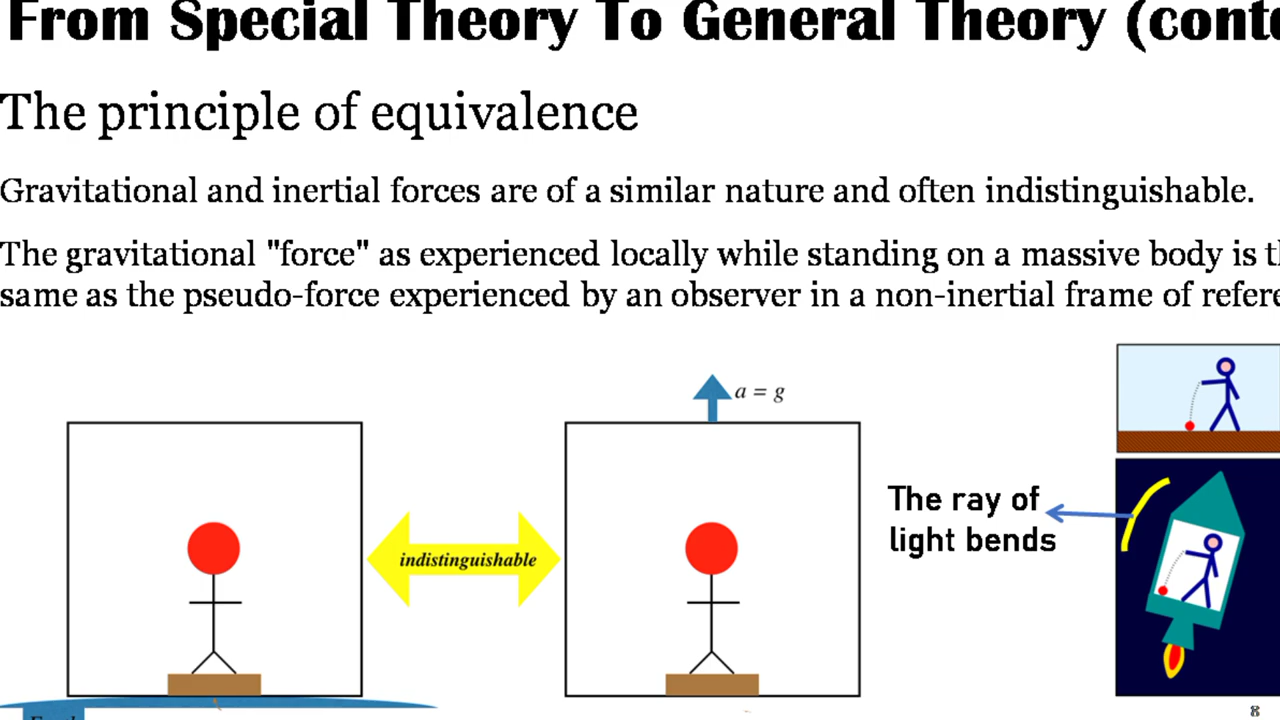 From Special Theory To General Theory (conto
The principle of equivalence
Gravitational and inertial forces are of a similar nature and often indistinguishable.
The gravitational "force" as experienced locally while standing on a massive body is th
same as the pseudo-force experienced by an observer in a non-inertial frame of refere
a = g
indistinguishable
The ray of
light bends
8